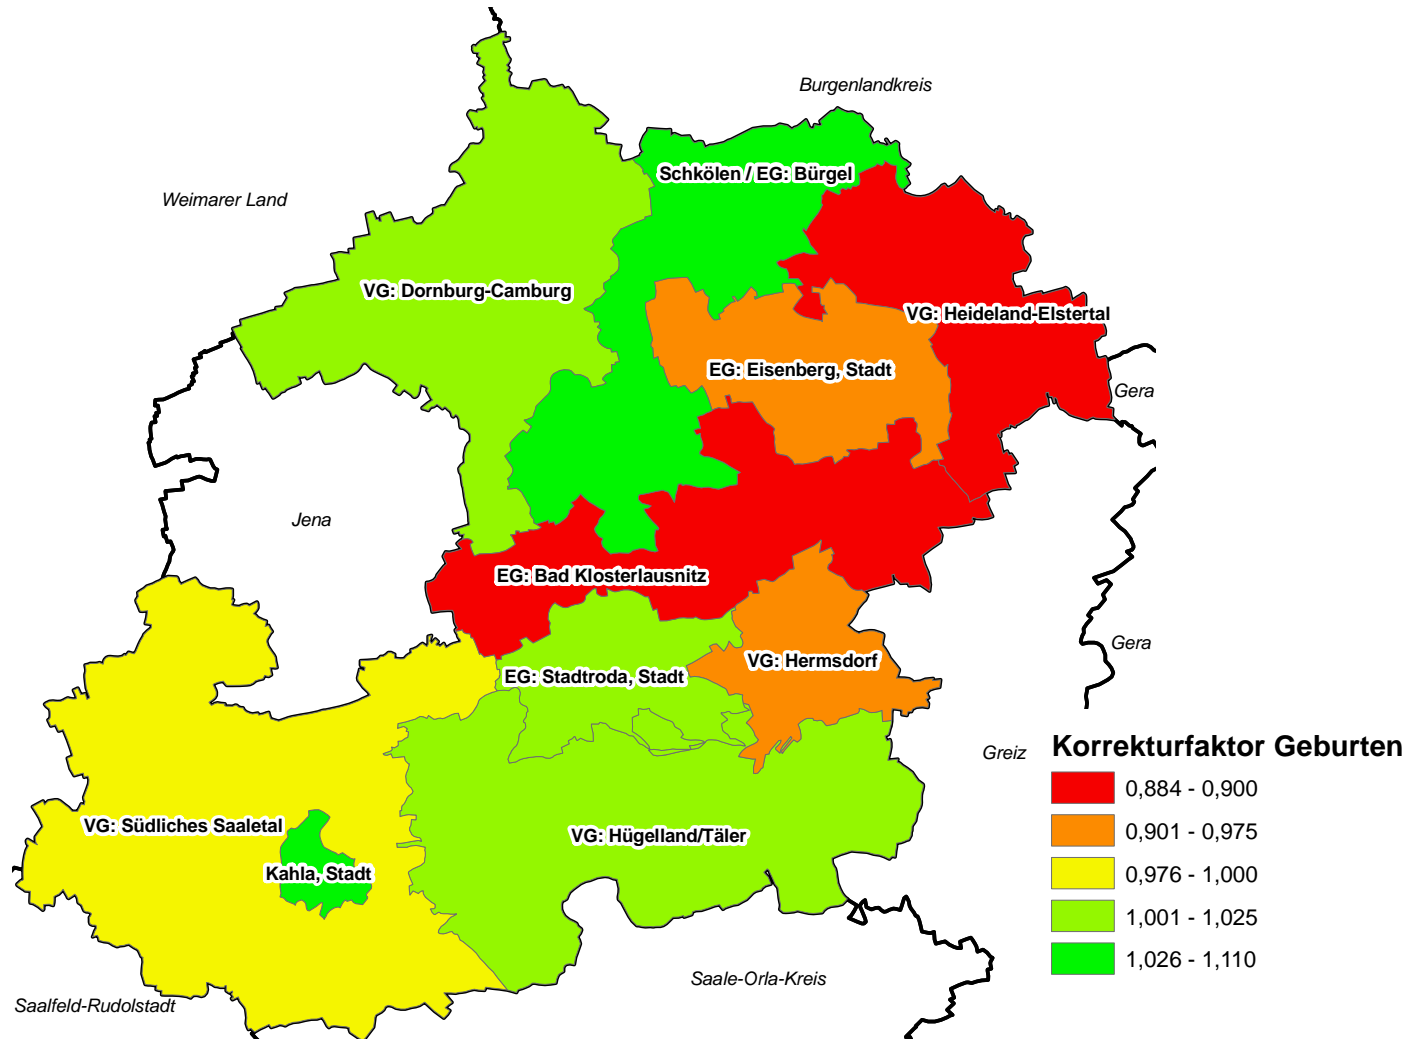 Burgenlandkreis
Schkölen / EG: Bürgel
Weimarer Land
VG: Dornburg-Camburg
VG: Heideland-Elstertal
EG: Eisenberg, Stadt
Gera
Jena
EG: Bad Klosterlausnitz
Gera
VG: Hermsdorf
EG: Stadtroda, Stadt
Greiz
Korrekturfaktor Geburten
0,884 - 0,900
0,901 - 0,975
0,976 - 1,000
1,001 - 1,025
1,026 - 1,110
VG: Südliches Saaletal
VG: Hügelland/Täler
Kahla, Stadt
Saale-Orla-Kreis
Saalfeld-Rudolstadt